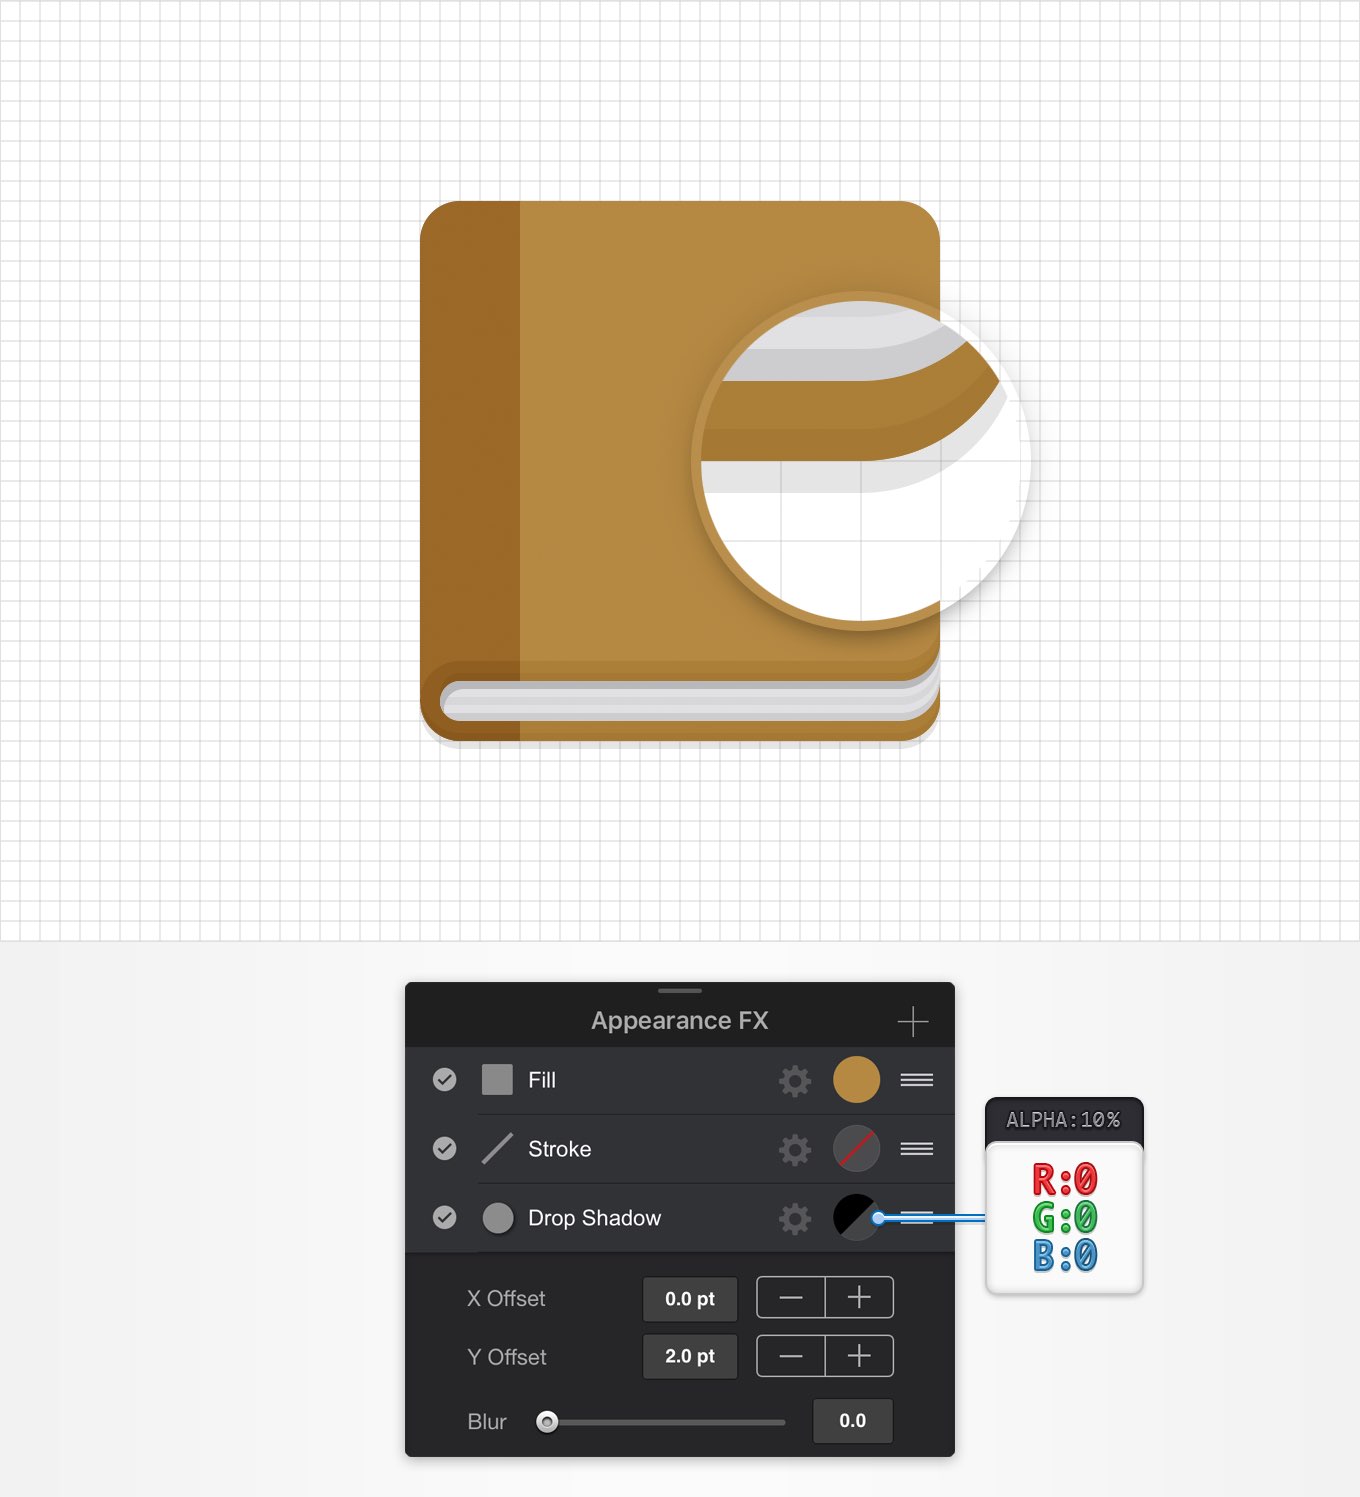 Appearance FX
Fill
Stroke
Drop Shadow
ALPHA:10%
R:0
G:0
B:0
X Offset 0.0 pt
Y Offset 2.0 pt
Blur 0.0